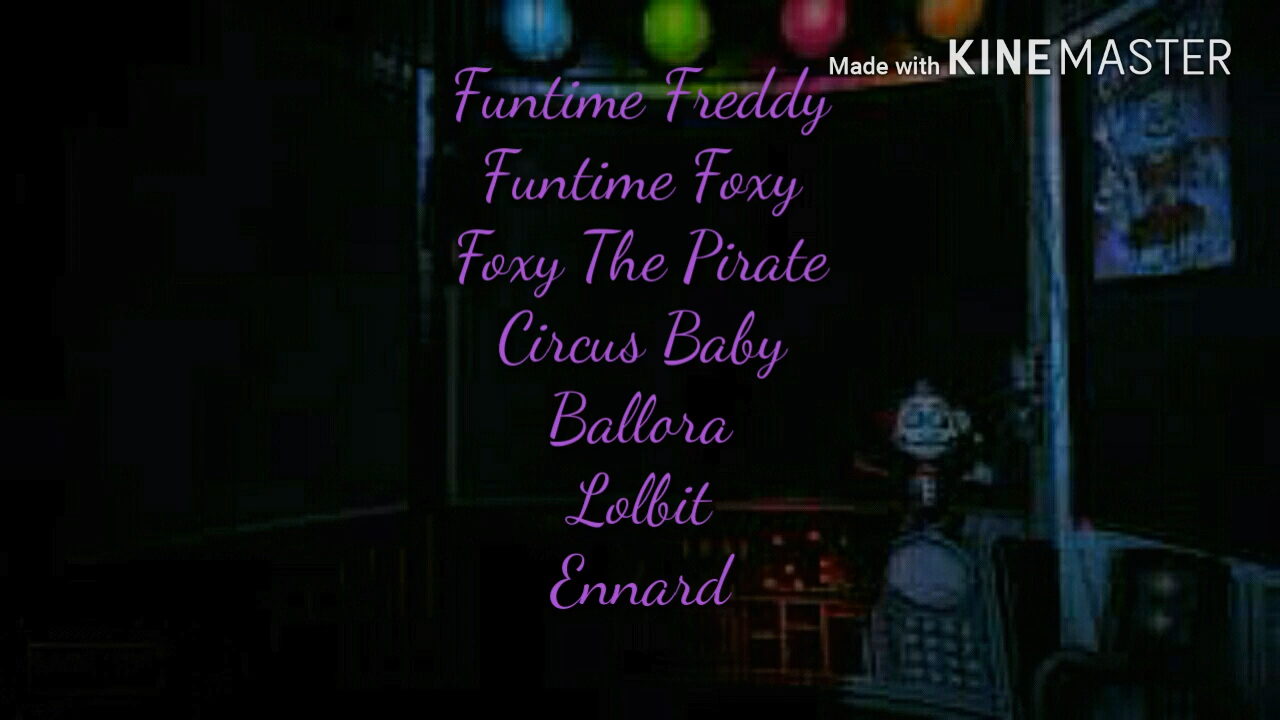 Made with KINEMASTER
Funtime Freddy
Funtime Foxy
Foxy The Pirate
Circus Baby
Ballora
Lolbit
Ennard